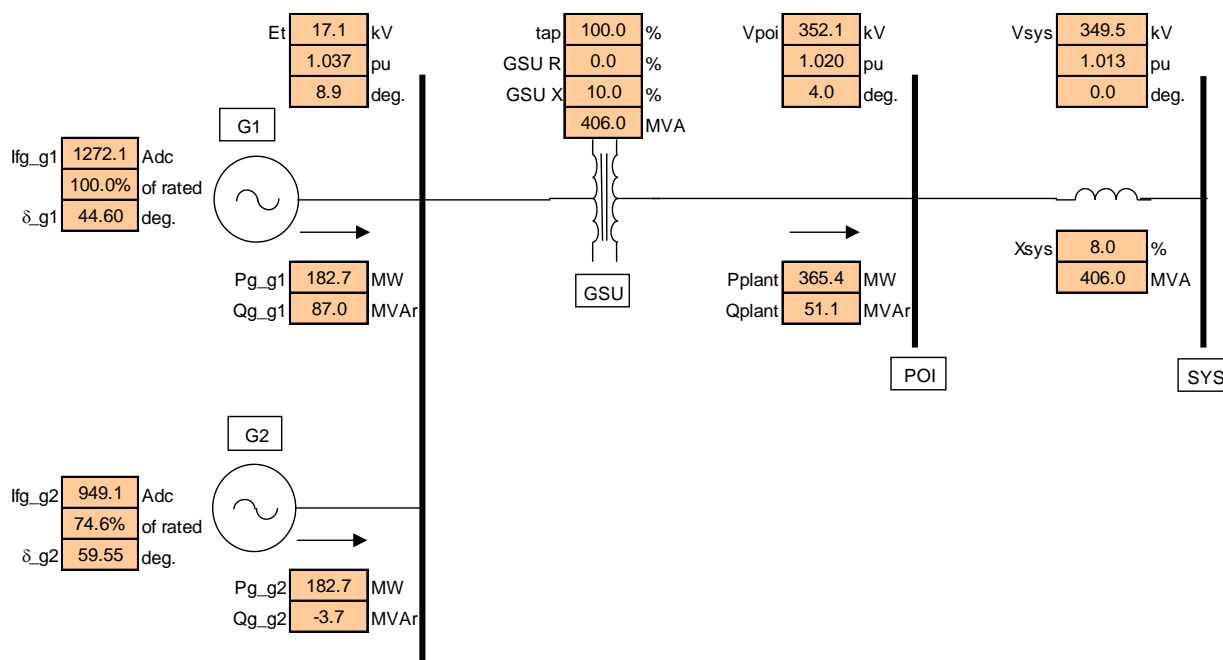 Et 17.1 kV
1.037 pu
8.9 deg.
tap 100.0 %
GSU R 0.0 %
GSU X 10.0 %
406.0 MVA
Vpoi 352.1 kV
1.020 pu
4.0 deg.
Vsys 349.5 kV
1.013 pu
0.0 deg.
G1
Ifg_g1 1272.1 Adc
100.0% of rated
δ_g1 44.60 deg.
Pg_g1 182.7 MW
Qg_g1 87.0 MVAr
GSU
Pplant 365.4 MW
Qplant 51.1 MVAr
Xsys 8.0 %
406.0 MVA
POI
SYS
G2
Ifg_g2 949.1 Adc
74.6% of rated
δ_g2 59.55 deg.
Pg_g2 182.7 MW
Qg_g2 -3.7 MVAr